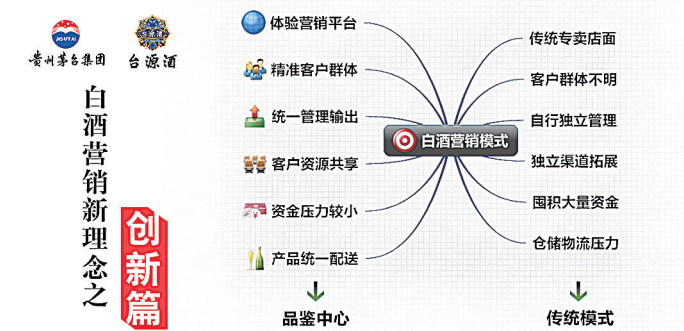 MOUTAI
贵州茅台集团
台源酒
白酒营销新理念之
创新篇
体验营销平台
精准客户群体
统一管理输出
客户资源共享
资金压力较小
产品统一配送
品鉴中心
白酒营销模式
传统专卖店面
客户群体不明
自行独立管理
独立渠道拓展
囤积大量资金
仓储物流压力
传统模式